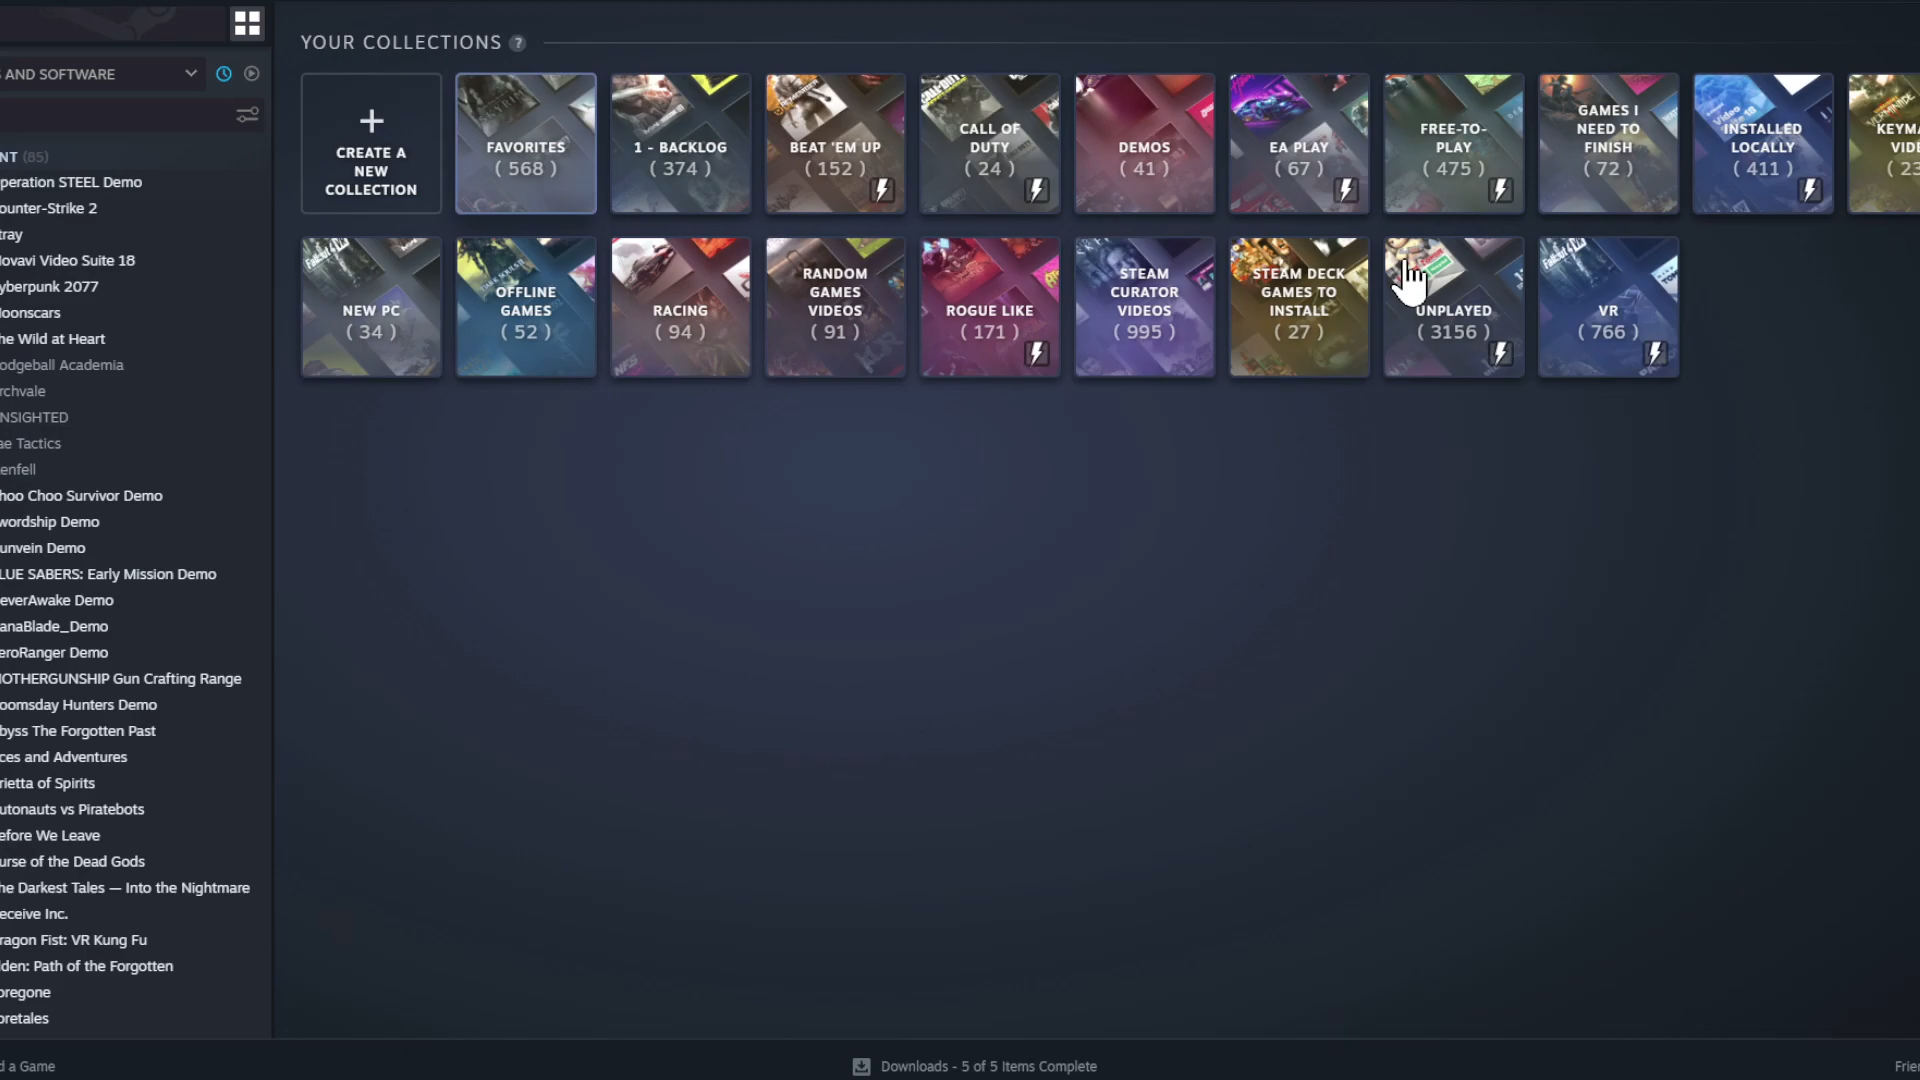 YOUR COLLECTIONS ?
AND SOFTWARE
NT (85)
peration STEEL Demo
ounter-Strike 2
tray
ovavi Video Suite 18
yberpunk 2077
oonscars
he Wild at Heart
odgeball Academia
rchvale
NSIGHTED
ae Tactics
enfell
hoo Choo Survivor Demo
wordship Demo
unvein Demo
LUE SABERS: Early Mission Demo
everAwake Demo
anaBlade_Demo
eroRanger Demo
OTHERGUNSHIP Gun Crafting Range
oomsday Hunters Demo
byss The Forgotten Past
ces and Adventures
rietta of Spirits
utonauts vs Piratebots
efore We Leave
urse of the Dead Gods
he Darkest Tales — Into the Nightmare
eceive Inc.
ragon Fist: VR Kung Fu
lden: Path of the Forgotten
oregone
oretales
d a Game
+
CREATE A
NEW
COLLECTION
FAVORITES
( 568 )
1 - BACKLOG
( 374 )
BEAT 'EM UP
( 152 )
CALL OF
DUTY
( 24 )
DEMOS
( 41 )
EA PLAY
( 67 )
FREE-TO-
PLAY
( 475 )
GAMES I
NEED TO
FINISH
( 72 )
INSTALLED
LOCALLY
( 411 )
KEYMA
VIDE
( 23
NEW PC
( 34 )
OFFLINE
GAMES
( 52 )
RACING
( 94 )
RANDOM
GAMES
VIDEOS
( 91 )
ROGUE LIKE
( 171 )
STEAM
CURATOR
VIDEOS
( 995 )
STEAM DECK
GAMES TO
INSTALL
( 27 )
UNPLAYED
( 3156 )
VR
( 766 )
Downloads - 5 of 5 Items Complete
Frie